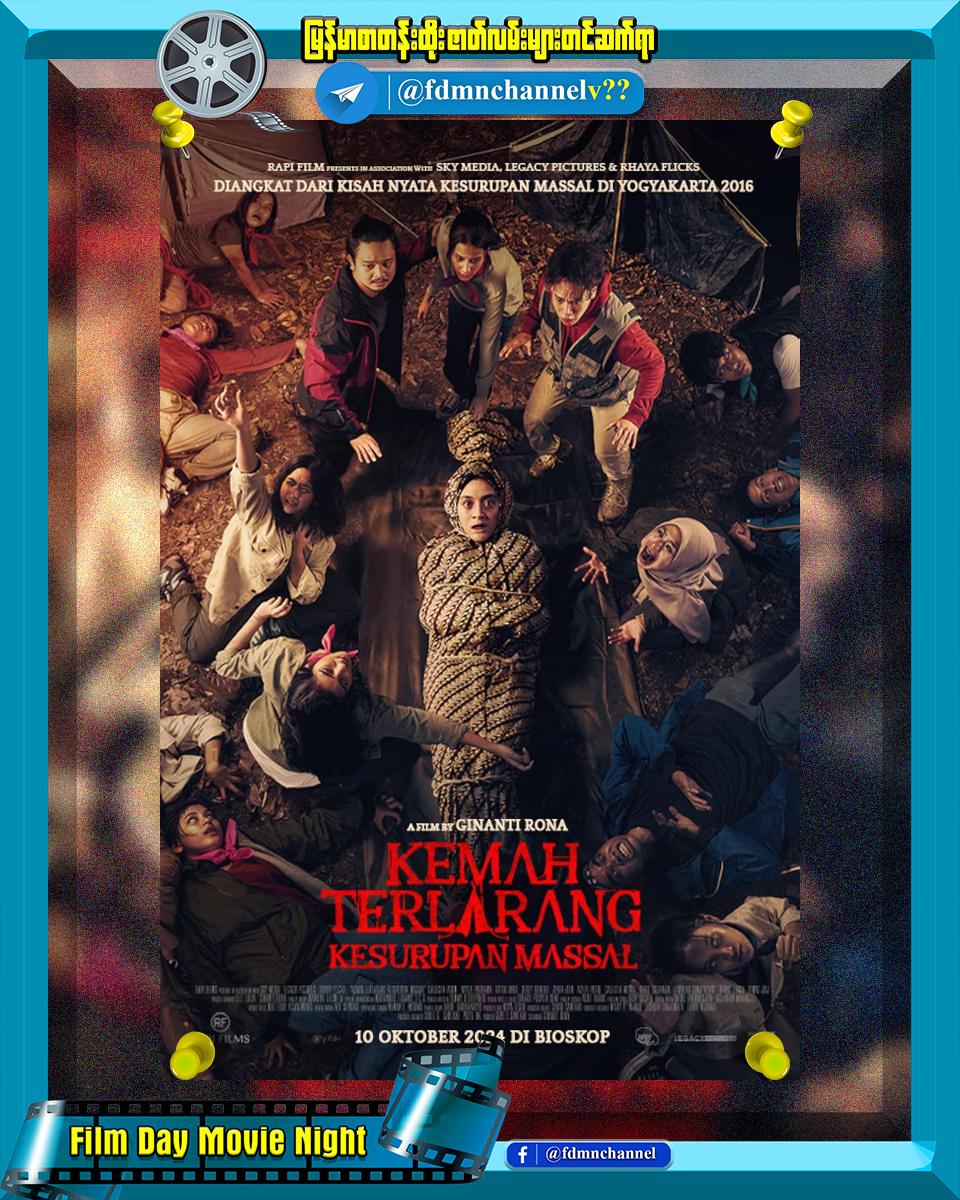 မြန်မာစာတန်းထိုးဇာတ်လမ်းများတင်ဆက်ရာ
@fdmnchannelv??
RAPI FILM PRESENTS IN ASSOCIATION WITH SKY MEDIA, LEGACY PICTURES & RHAYA FLICKS
DIANGKAT DARI KISAH NYATA KESURUPAN MASSAL DI YOGYAKARTA 2016
A FILM BY GINANTI RONA
KEMAH
TERLARANG
KESURUPAN MASSAL
10 OKTOBER 2024 DI BIOSKOP
RF
FILMS
LEGACY
Film Day Movie Night
f @fdmnchannel